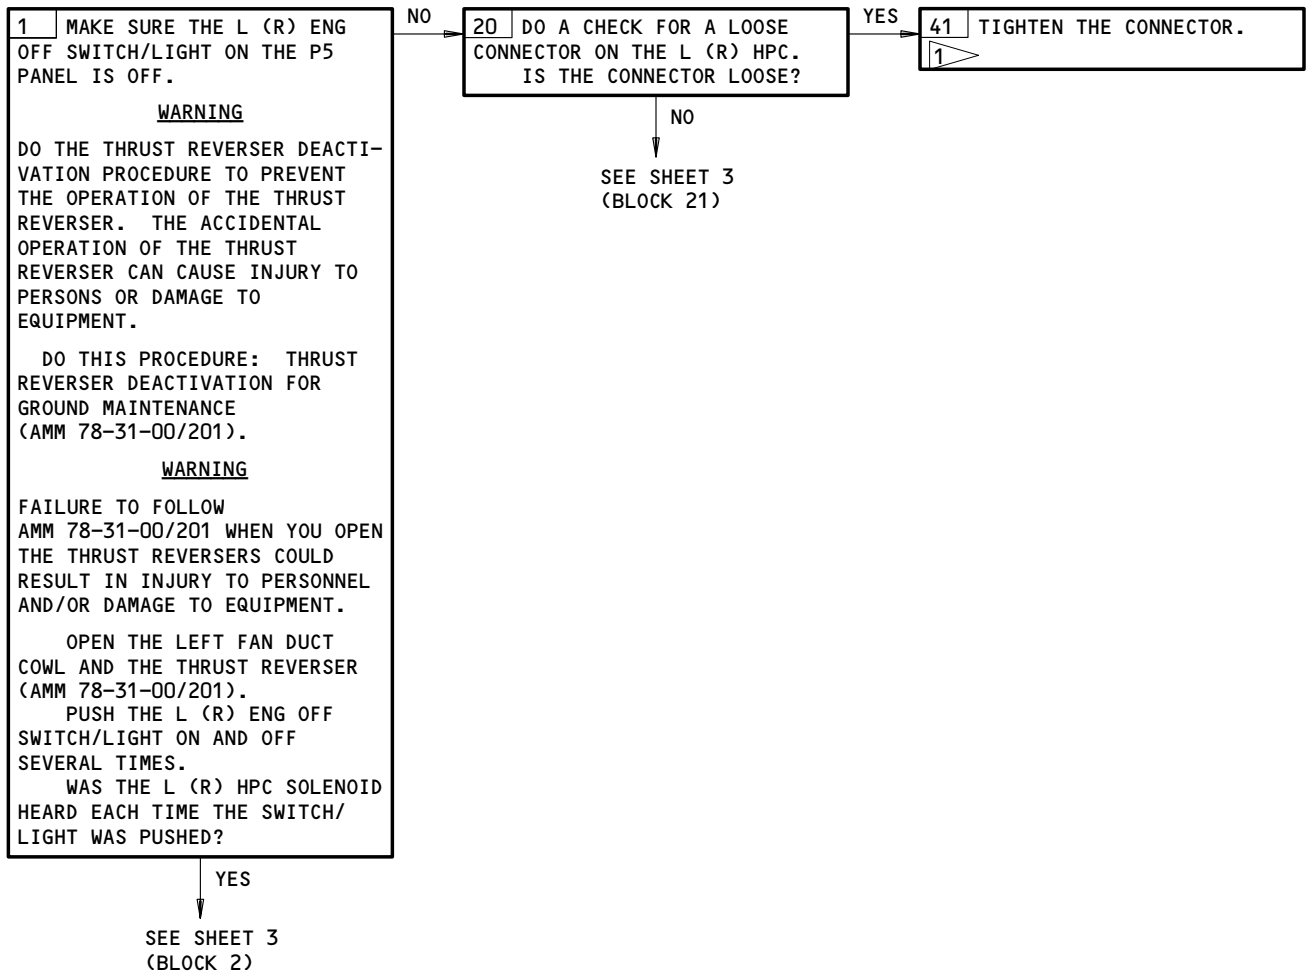 1 MAKE SURE THE L (R) ENG
OFF SWITCH/LIGHT ON THE P5
PANEL IS OFF.
WARNING
DO THE THRUST REVERSER DEACTI-
VATION PROCEDURE TO PREVENT
THE OPERATION OF THE THRUST
REVERSER. THE ACCIDENTAL
OPERATION OF THE THRUST
REVERSER CAN CAUSE INJURY TO
PERSONS OR DAMAGE TO
EQUIPMENT.
DO THIS PROCEDURE: THRUST
REVERSER DEACTIVATION FOR
GROUND MAINTENANCE
(AMM 78-31-00/201).
WARNING
FAILURE TO FOLLOW
AMM 78-31-00/201 WHEN YOU OPEN
THE THRUST REVERSERS COULD
RESULT IN INJURY TO PERSONNEL
AND/OR DAMAGE TO EQUIPMENT.
OPEN THE LEFT FAN DUCT
COWL AND THE THRUST REVERSER
(AMM 78-31-00/201).
PUSH THE L (R) ENG OFF
SWITCH/LIGHT ON AND OFF
SEVERAL TIMES.
WAS THE L (R) HPC SOLENOID
HEARD EACH TIME THE SWITCH/
LIGHT WAS PUSHED?
YES
SEE SHEET 3
(BLOCK 2)
NO
20 DO A CHECK FOR A LOOSE
CONNECTOR ON THE L (R) HPC.
IS THE CONNECTOR LOOSE?
NO
SEE SHEET 3
(BLOCK 21)
YES
41 TIGHTEN THE CONNECTOR.
1